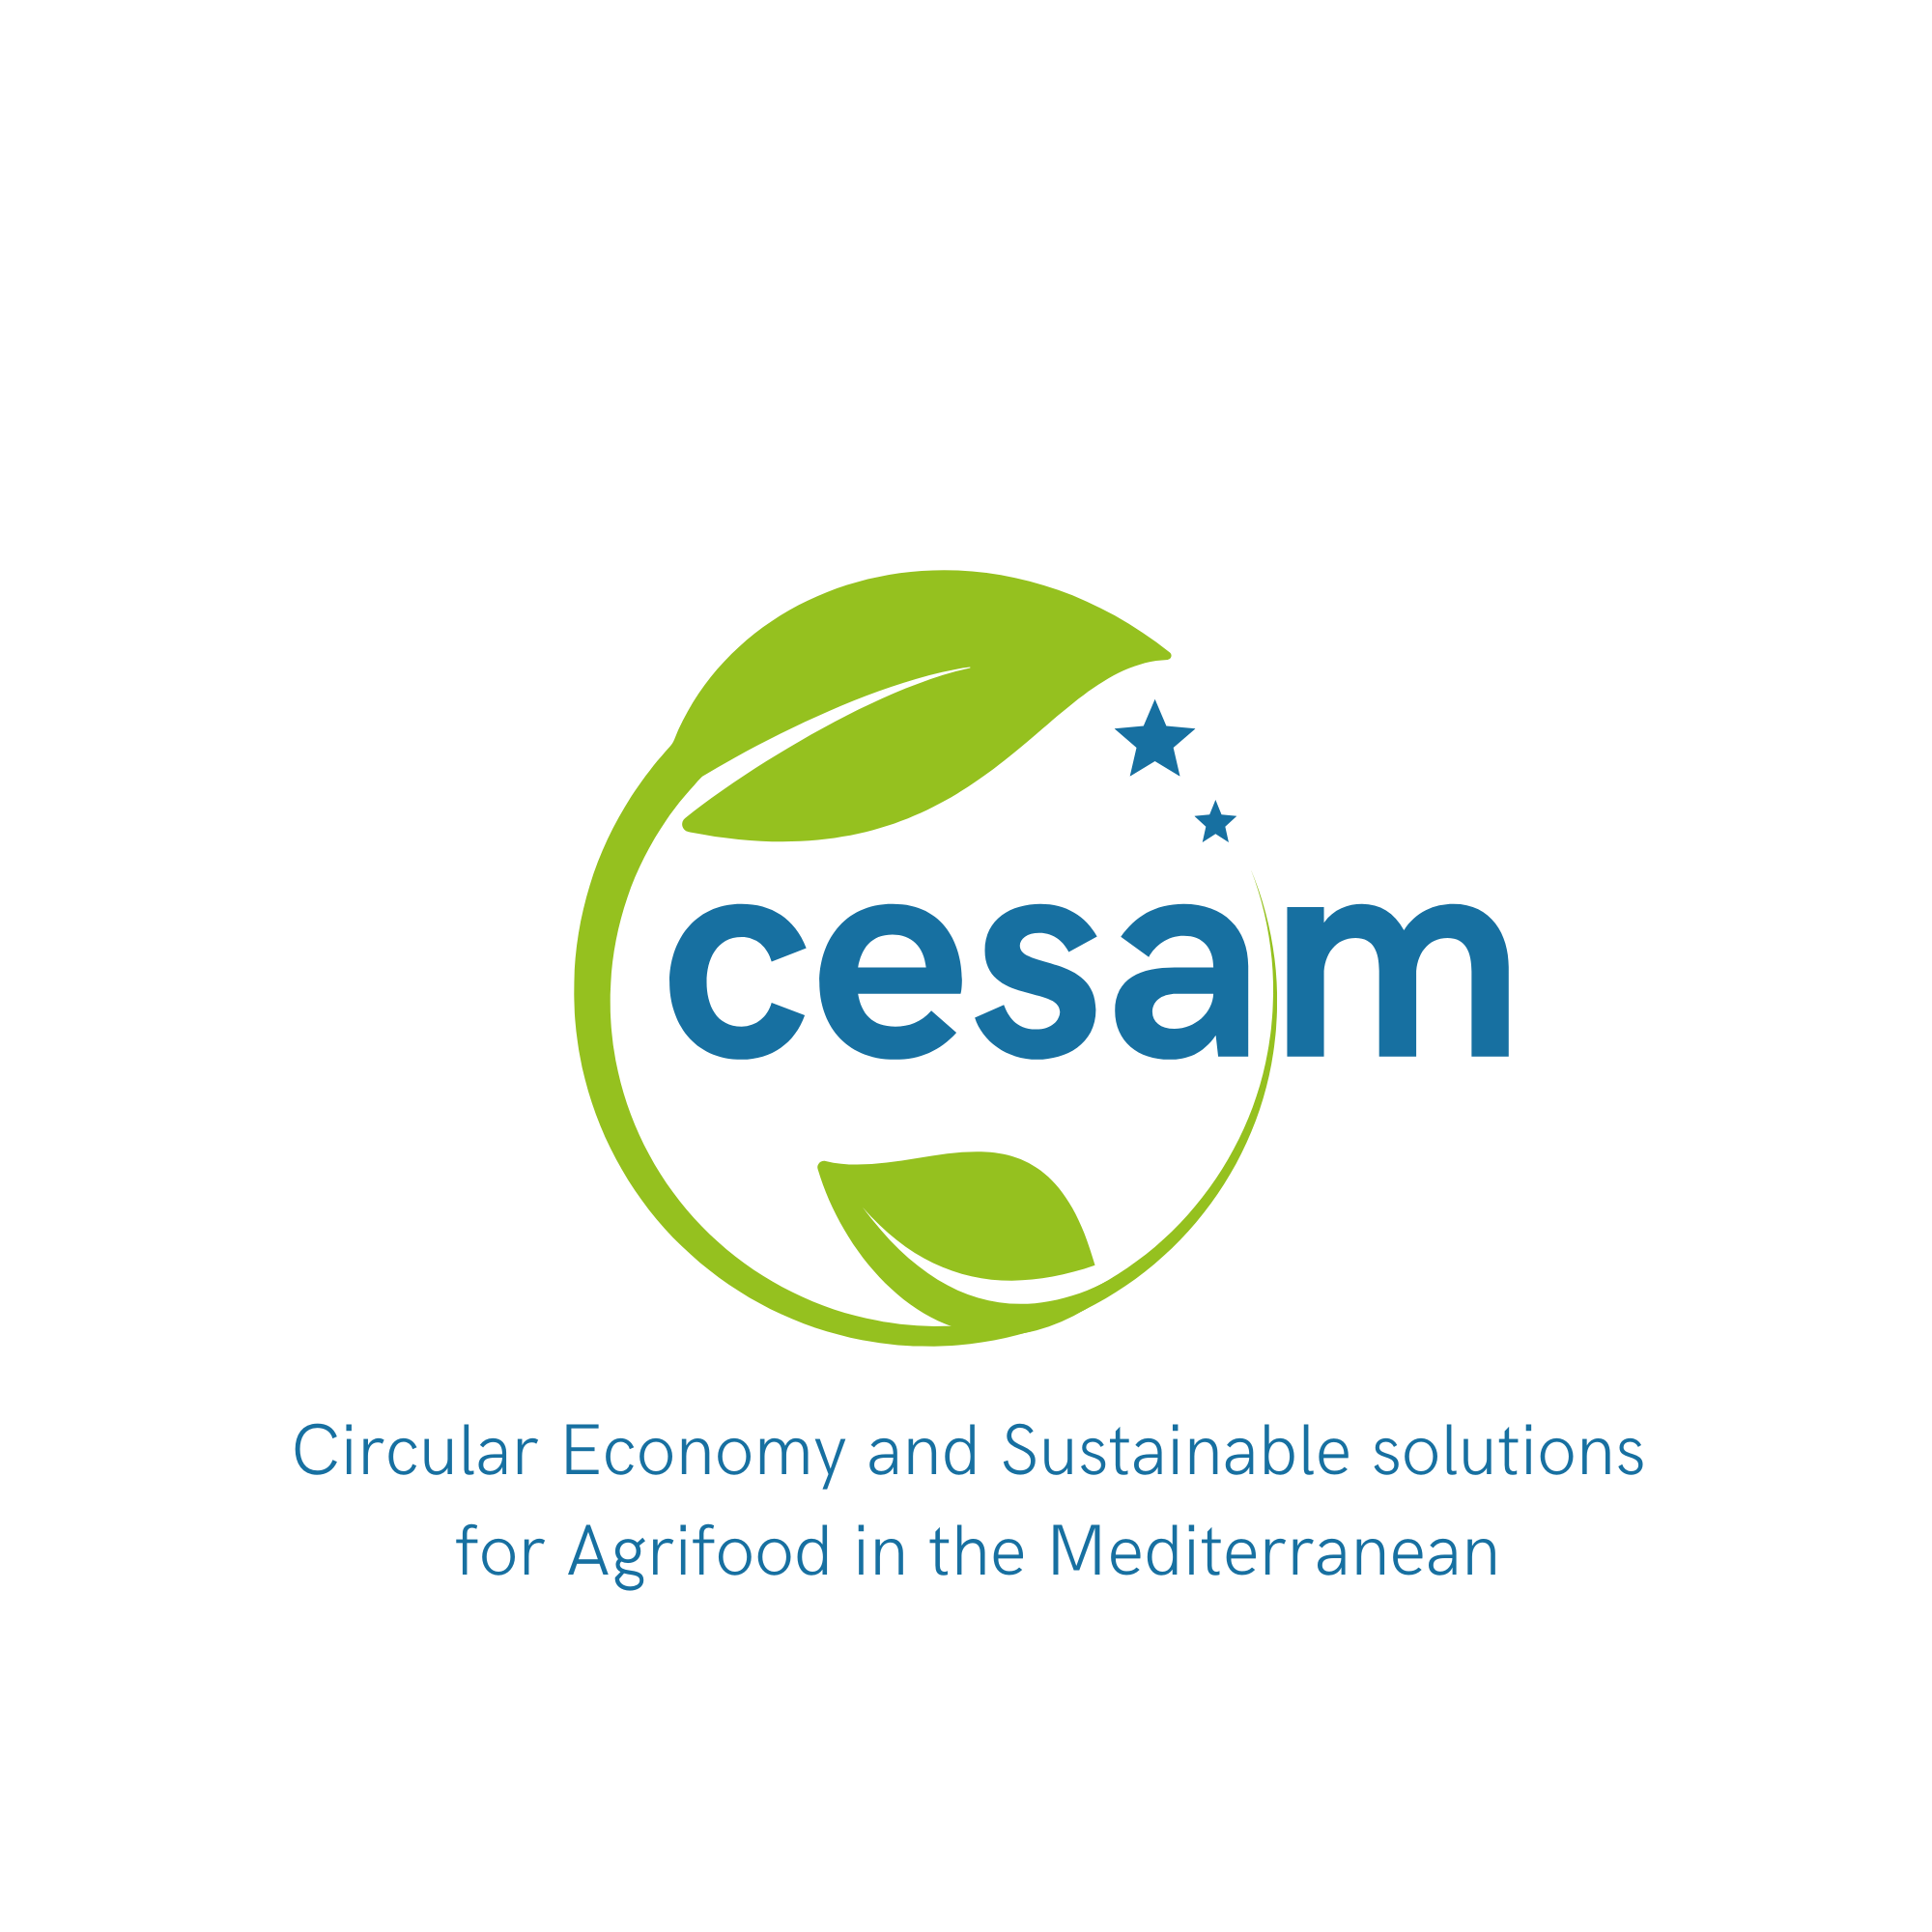 cesam
Circular Economy and Sustainable solutions
for Agrifood in the Mediterranean